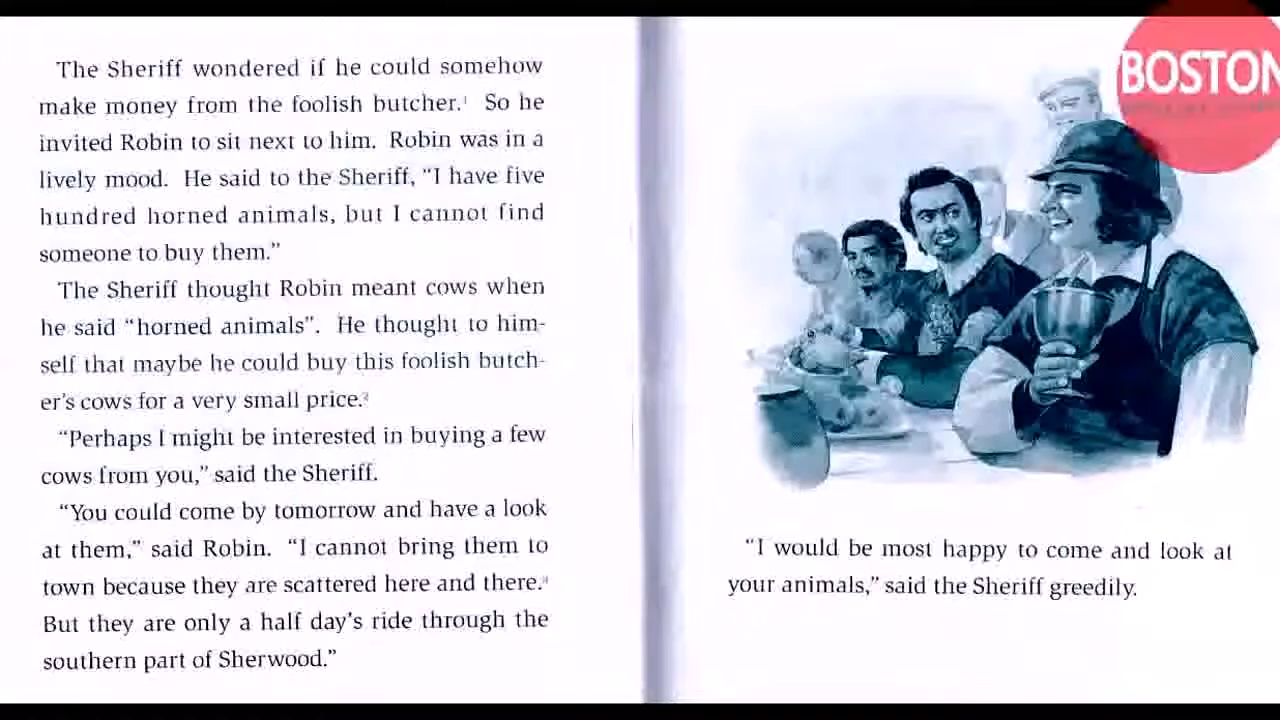 The Sheriff wondered if he could somehow
make money from the foolish butcher.¹ So he
invited Robin to sit next to him. Robin was in a
lively mood. He said to the Sheriff, “I have five
hundred horned animals, but I cannot find
someone to buy them.”
The Sheriff thought Robin meant cows when
he said “horned animals”. He thought to him-
self that maybe he could buy this foolish butch-
er’s cows for a very small price.²
“Perhaps I might be interested in buying a few
cows from you,” said the Sheriff.
“You could come by tomorrow and have a look
at them,” said Robin. “I cannot bring them to
town because they are scattered here and there.
But they are only a half day’s ride through the
southern part of Sherwood.”
“I would be most happy to come and look at
your animals,” said the Sheriff greedily.
BOSTON